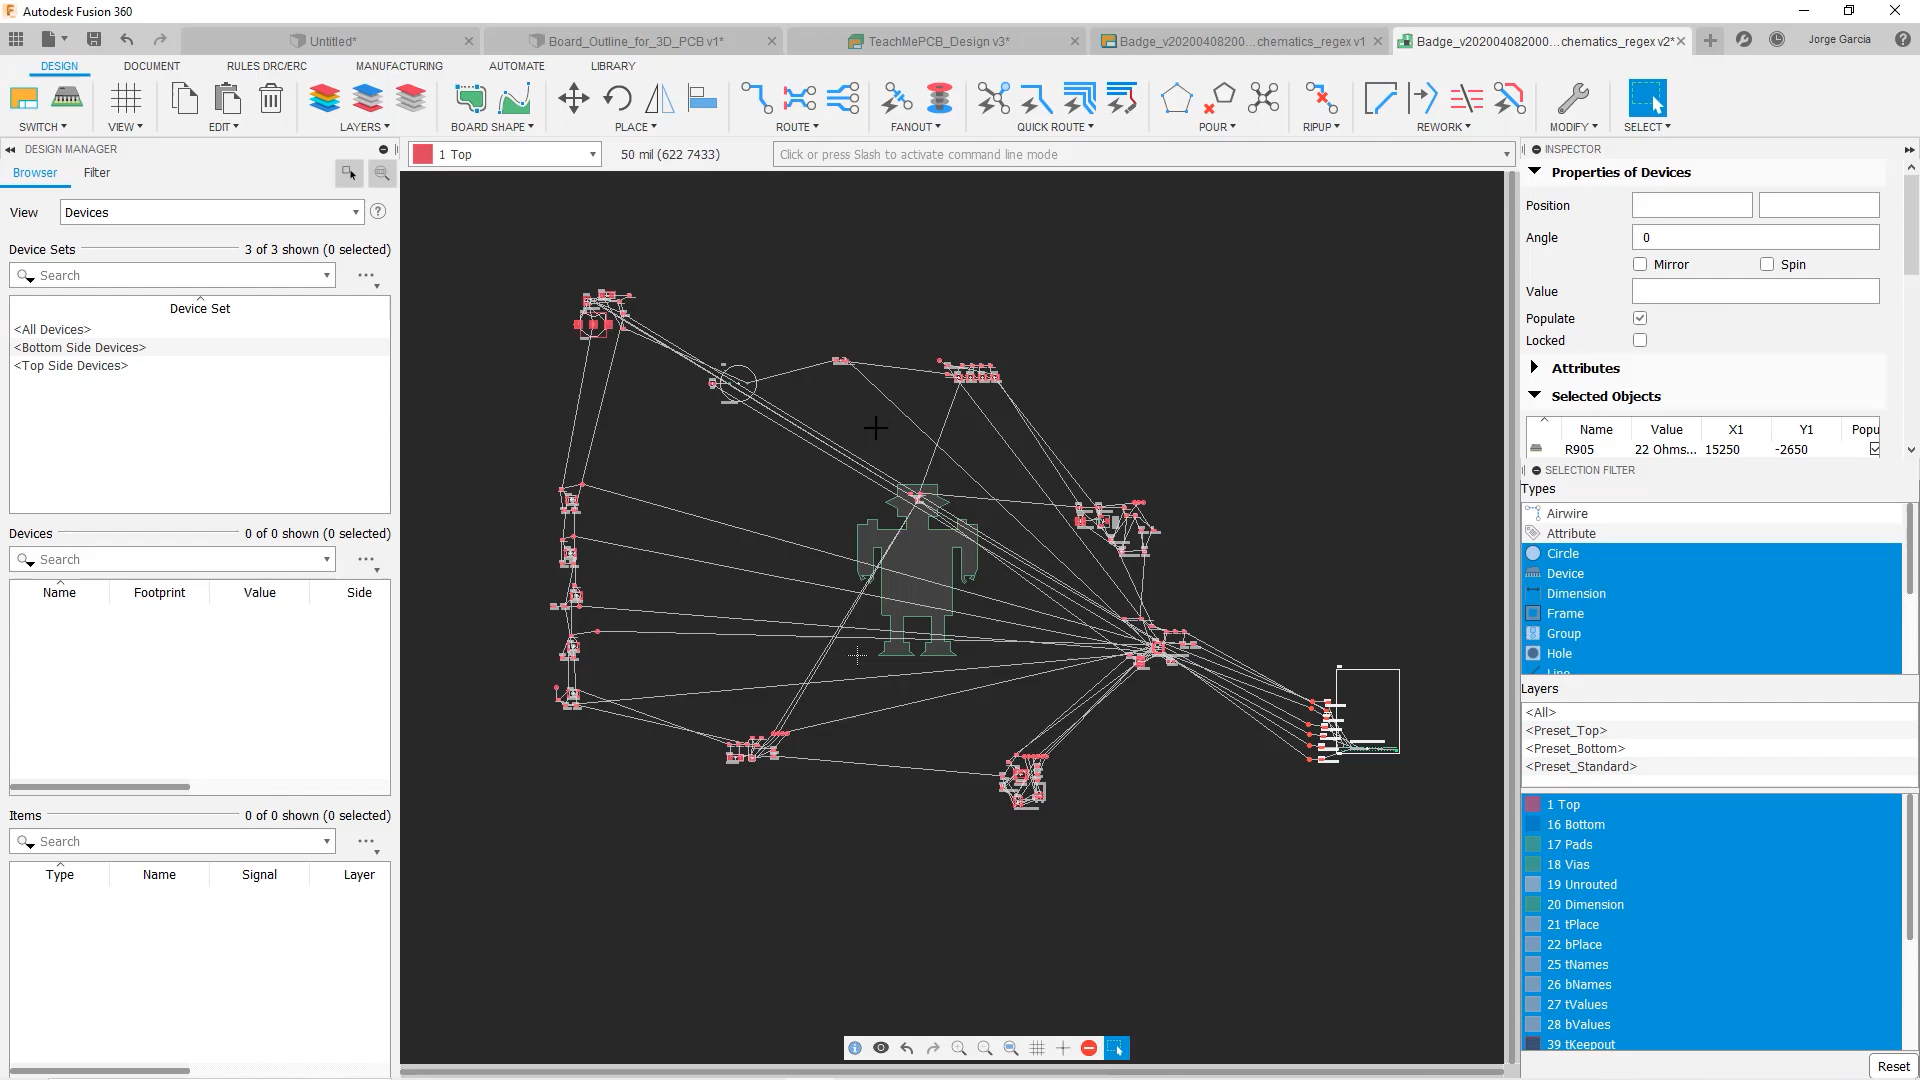 Autodesk Fusion 360
Untitled*
Board_Outline_for_3D_PCB v1*
TeachMePCB_Design v3*
Badge_v20200408200...chematics_regex v1
Badge_v202004082000...chematics_regex v2*
Jorge Garcia
DESIGN
DOCUMENT
RULES DRC/ERC
MANUFACTURING
AUTOMATE
LIBRARY
SWITCH
VIEW
EDIT
LAYERS
BOARD SHAPE
PLACE
ROUTE
FANOUT
QUICK ROUTE
POUR
RIPUP
REWORK
MODIFY
SELECT
DESIGN MANAGER
Browser
Filter
View
Devices
Device Sets
3 of 3 shown (0 selected)
Search
Device Set
<All Devices>
<Bottom Side Devices>
<Top Side Devices>
Devices
0 of 0 shown (0 selected)
Search
Name
Footprint
Value
Side
Items
0 of 0 shown (0 selected)
Search
Type
Name
Signal
Layer
1 Top
50 mil (622 7433)
Click or press Slash to activate command line mode
INSPECTOR
Properties of Devices
Position
Angle
0
Mirror
Spin
Value
Populate
Locked
Attributes
Selected Objects
Name
Value
X1
Y1
Popu
R905
22 Ohms...
15250
-2650
SELECTION FILTER
Types
Airwire
Attribute
Circle
Device
Dimension
Frame
Group
Hole
Line
Layers
<All>
<Preset_Top>
<Preset_Bottom>
<Preset_Standard>
1 Top
16 Bottom
17 Pads
18 Vias
19 Unrouted
20 Dimension
21 tPlace
22 bPlace
25 tNames
26 bNames
27 tValues
28 bValues
39 tKeepout
Reset